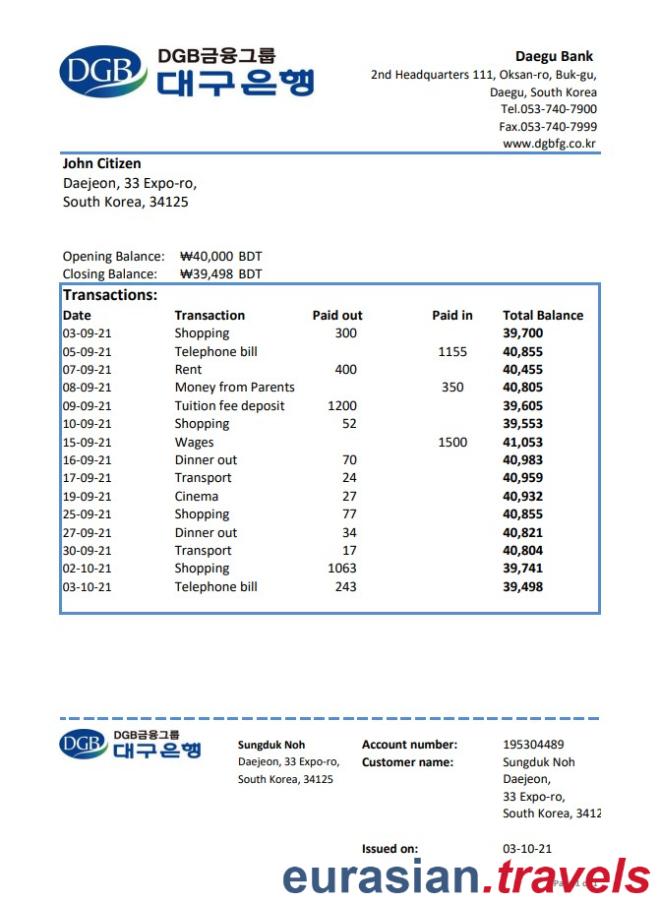 DGB
DGB금융그룹
대구은행
Daegu Bank
2nd Headquarters 111, Oksan-ro, Buk-gu,
Daegu, South Korea
Tel.053-740-7900
Fax.053-740-7999
www.dgbfg.co.kr
John Citizen
Daejeon, 33 Expo-ro,
South Korea, 34125
Opening Balance: ₩40,000 BDT
Closing Balance: ₩39,498 BDT
Transactions:
Date Transaction Paid out Paid in Total Balance
03-09-21 Shopping 300 39,700
05-09-21 Telephone bill 1155 40,855
07-09-21 Rent 400 40,455
08-09-21 Money from Parents 350 40,805
09-09-21 Tuition fee deposit 1200 39,605
10-09-21 Shopping 52 39,553
15-09-21 Wages 1500 41,053
16-09-21 Dinner out 70 40,983
17-09-21 Transport 24 40,959
19-09-21 Cinema 27 40,932
25-09-21 Shopping 77 40,855
27-09-21 Dinner out 34 40,821
30-09-21 Transport 17 40,804
02-10-21 Shopping 1063 39,741
03-10-21 Telephone bill 243 39,498
DGB
DGB금융그룹
대구은행
Sungduk Noh
Daejeon, 33 Expo-ro,
South Korea, 34125
Account number: 195304489
Customer name: Sungduk Noh
Daejeon,
33 Expo-ro,
South Korea, 3412
Issued on: 03-10-21
eurasian.travels